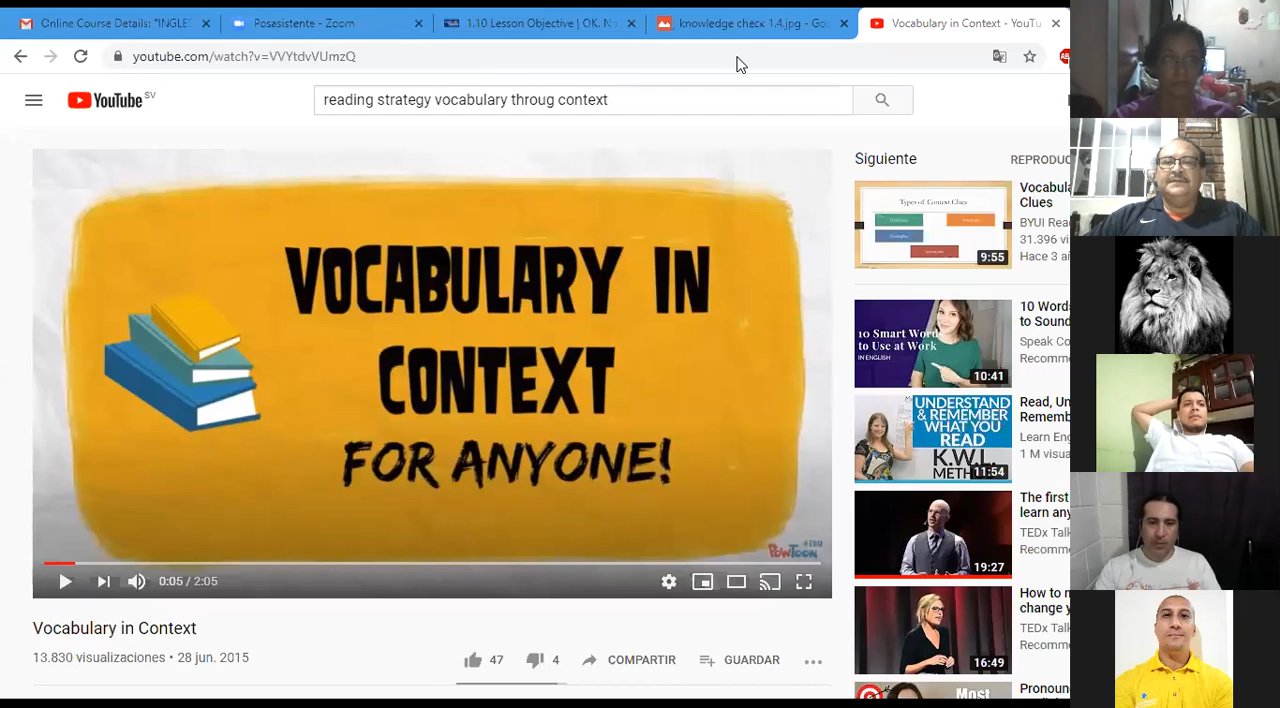 Online Course Details: "INGLES
Posasistente - Zoom
1.10 Lesson Objective | OK. N
knowledge check 1.4.jpg - Go
Vocabulary in Context - YouTu
youtube.com/watch?v=VVYtdvVUmzQ
YouTube SV
reading strategy vocabulary throug context
VOCABULARY IN
CONTEXT
FOR ANYONE!
POWTOON
0:05 / 2:05
Vocabulary in Context
13.830 visualizaciones • 28 jun. 2015
47
4
COMPARTIR
GUARDAR
Siguiente
REPRODU
Types of Context Clues
9:55
Vocabula
Clues
BYUI Rea
31.396 vi
Hace 3 a
10 Smart Word
to Use at Work
IN ENGLISH
10:41
10 Words
to Sound
Speak Co
Recomme
UNDERSTAND
& REMEMBER
WHAT YOU
READ
K.W.L.
METH
11:54
Read, Un
Rememb
Learn Eng
1 M visua
19:27
The first
learn any
TEDx Talk
Recomme
16:49
How to
change y
TEDx Talk
Recomme
Most
Pronoun